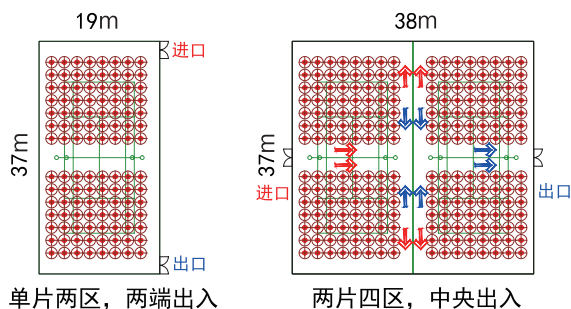 19m
38m
进口
37m
37m
进口
出口
出口
单片两区，两端出入
两片四区，中央出入